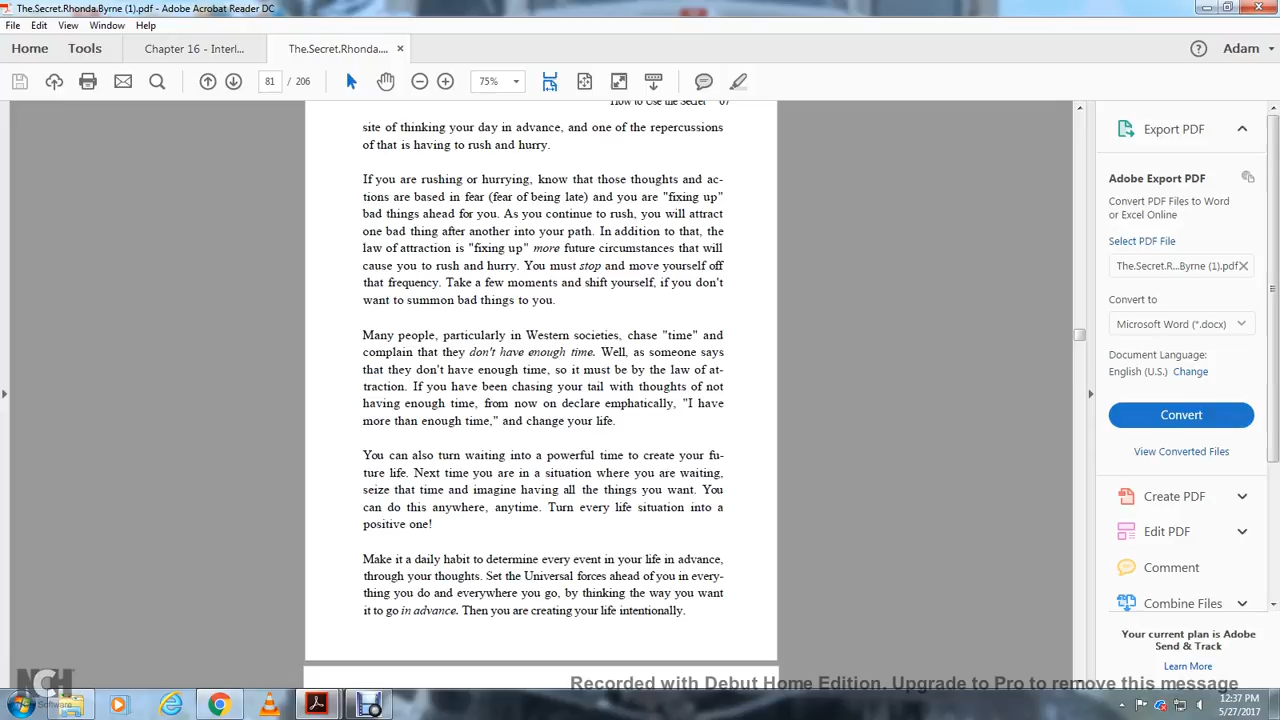 The.Secret.Rhonda.Byrne (1).pdf - Adobe Acrobat Reader DC
File Edit View Window Help
Home Tools Chapter 16 - Interl... The.Secret.Rhonda.... × Adam
81 / 206 75%
How to Use the Secret 67
site of thinking your day in advance, and one of the repercussions
of that is having to rush and hurry.
If you are rushing or hurrying, know that those thoughts and ac-
tions are based in fear (fear of being late) and you are "fixing up"
bad things ahead for you. As you continue to rush, you will attract
one bad thing after another into your path. In addition to that, the
law of attraction is "fixing up" more future circumstances that will
cause you to rush and hurry. You must stop and move yourself off
that frequency. Take a few moments and shift yourself, if you don't
want to summon bad things to you.
Many people, particularly in Western societies, chase "time" and
complain that they don't have enough time. Well, as someone says
that they don't have enough time, so it must be by the law of at-
traction. If you have been chasing your tail with thoughts of not
having enough time, from now on declare emphatically, "I have
more than enough time," and change your life.
You can also turn waiting into a powerful time to create your fu-
ture life. Next time you are in a situation where you are waiting,
seize that time and imagine having all the things you want. You
can do this anywhere, anytime. Turn every life situation into a
positive one!
Make it a daily habit to determine every event in your life in advance,
through your thoughts. Set the Universal forces ahead of you in every-
thing you do and everywhere you go, by thinking the way you want
it to go in advance. Then you are creating your life intentionally.
Export PDF
Adobe Export PDF
Convert PDF Files to Word
or Excel Online
Select PDF File
The.Secret.R...Byrne (1).pdf
Convert to
Microsoft Word (*.docx)
Document Language:
English (U.S.) Change
Convert
View Converted Files
Create PDF
Edit PDF
Comment
Combine Files
Your current plan is Adobe
Send & Track
Learn More
NCH
Software
Recorded with Debut Home Edition. Upgrade to Pro to remove this message
12:37 PM
5/27/2017